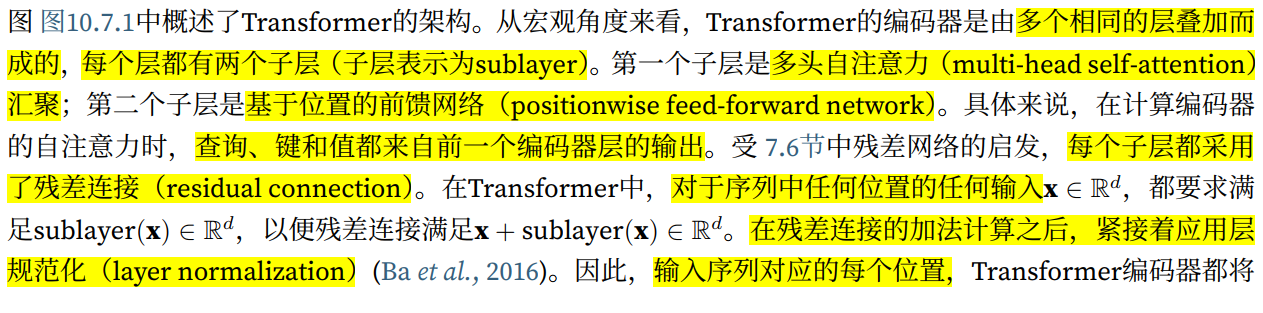 图 图10.7.1中概述了Transformer的架构。从宏观角度来看，Transformer的编码器是由多个相同的层叠加而
成的，每个层都有两个子层（子层表示为sublayer）。第一个子层是多头自注意力（multi-head self-attention）
汇聚；第二个子层是基于位置的前馈网络（positionwise feed-forward network）。具体来说，在计算编码器
的自注意力时，查询、键和值都来自前一个编码器层的输出。受 7.6节中残差网络的启发，每个子层都采用
了残差连接（residual connection）。在Transformer中，对于序列中任何位置的任何输入x ∈ ℝᵈ，都要求满
足sublayer(x) ∈ ℝᵈ，以便残差连接满足x + sublayer(x) ∈ ℝᵈ。在残差连接的加法计算之后，紧接着应用层
规范化（layer normalization）(Ba et al., 2016)。因此，输入序列对应的每个位置，Transformer编码器都将